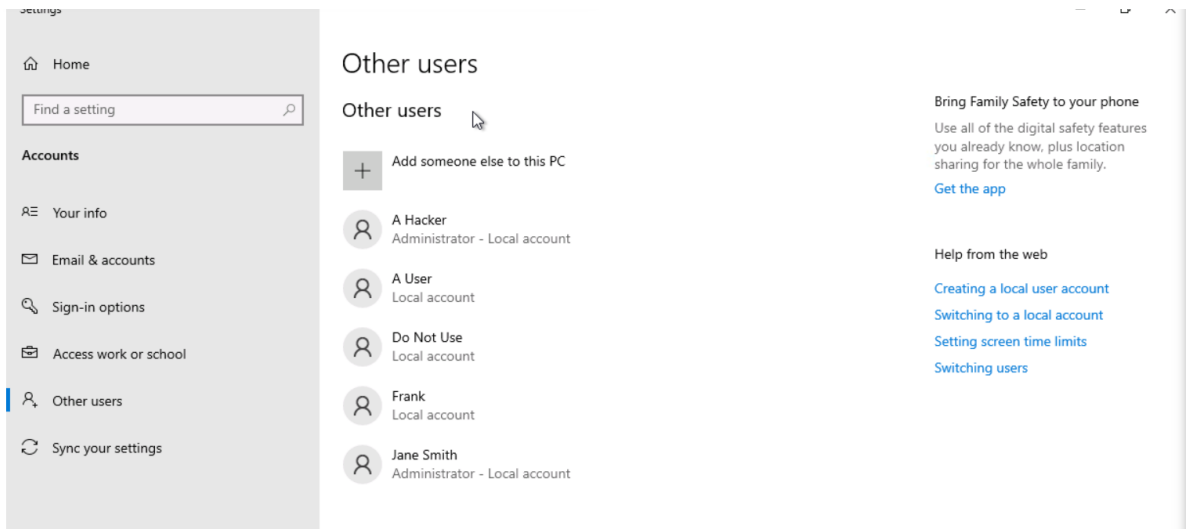 Settings
Home
Find a setting
Accounts
Your info
Email & accounts
Sign-in options
Access work or school
Other users
Sync your settings
Other users
Other users
Add someone else to this PC
A Hacker
Administrator - Local account
A User
Local account
Do Not Use
Local account
Frank
Local account
Jane Smith
Administrator - Local account
Bring Family Safety to your phone
Use all of the digital safety features
you already know, plus location
sharing for the whole family.
Get the app
Help from the web
Creating a local user account
Switching to a local account
Setting screen time limits
Switching users